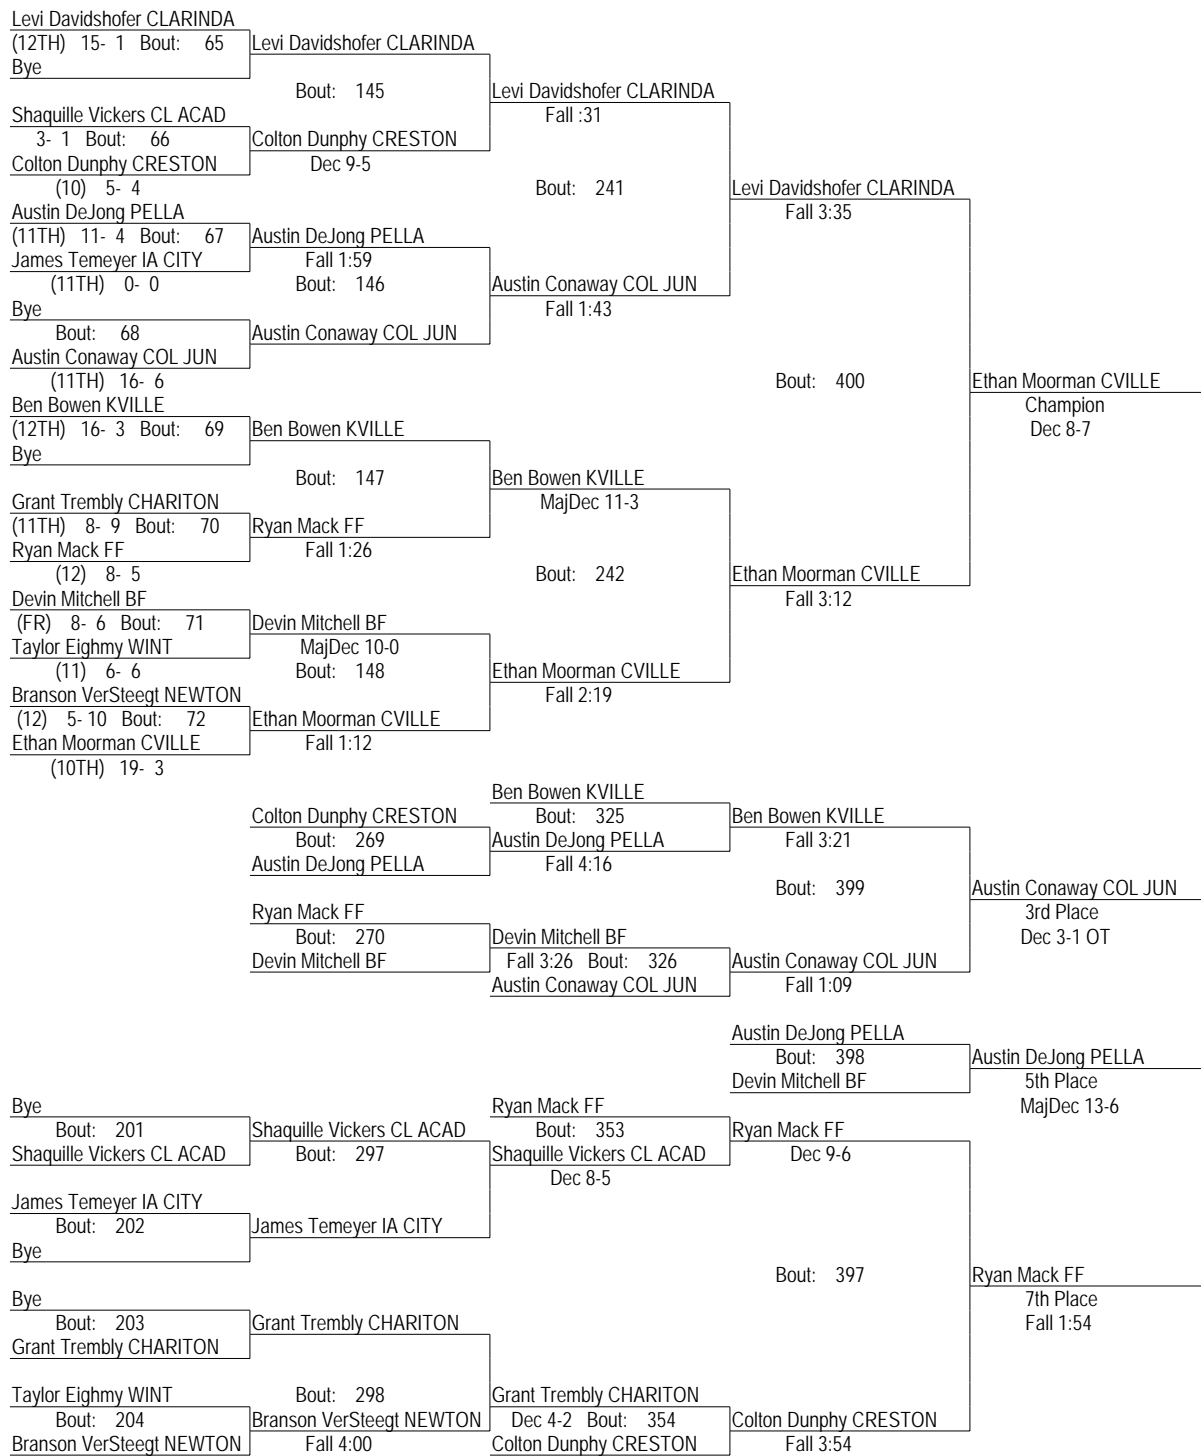 Levi Davidshofer CLARINDA
(12TH) 15- 1 Bout: 65 Levi Davidshofer CLARINDA
Bye
Bout: 145 Levi Davidshofer CLARINDA
Shaquille Vickers CL ACAD Fall :31
3- 1 Bout: 66 Colton Dunphy CRESTON
Colton Dunphy CRESTON Dec 9-5
(10) 5- 4 Bout: 241 Levi Davidshofer CLARINDA
Austin DeJong PELLA Fall 3:35
(11TH) 11- 4 Bout: 67 Austin DeJong PELLA
James Temeyer IA CITY Fall 1:59
(11TH) 0- 0 Bout: 146 Austin Conaway COL JUN
Bye Fall 1:43
Bout: 68 Austin Conaway COL JUN
Austin Conaway COL JUN
(11TH) 16- 6 Bout: 400 Ethan Moorman CVILLE
Ben Bowen KVILLE Champion
(12TH) 16- 3 Bout: 69 Ben Bowen KVILLE Dec 8-7
Bye
Bout: 147 Ben Bowen KVILLE
Grant Trembly CHARITON MajDec 11-3
(11TH) 8- 9 Bout: 70 Ryan Mack FF
Ryan Mack FF Fall 1:26
(12) 8- 5 Bout: 242 Ethan Moorman CVILLE
Devin Mitchell BF Fall 3:12
(FR) 8- 6 Bout: 71 Devin Mitchell BF
Taylor Eighmy WINT MajDec 10-0
(11) 6- 6 Bout: 148 Ethan Moorman CVILLE
Branson VerSteegt NEWTON Fall 2:19
(12) 5- 10 Bout: 72 Ethan Moorman CVILLE
Ethan Moorman CVILLE Fall 1:12
(10TH) 19- 3
Ben Bowen KVILLE
Colton Dunphy CRESTON Bout: 325 Ben Bowen KVILLE
Bout: 269 Austin DeJong PELLA Fall 3:21
Austin DeJong PELLA Fall 4:16
Bout: 399 Austin Conaway COL JUN
Ryan Mack FF 3rd Place
Bout: 270 Devin Mitchell BF Dec 3-1 OT
Devin Mitchell BF Fall 3:26 Bout: 326 Austin Conaway COL JUN
Austin Conaway COL JUN Fall 1:09
Austin DeJong PELLA
Bout: 398 Austin DeJong PELLA
Devin Mitchell BF 5th Place
Bye Ryan Mack FF MajDec 13-6
Bout: 201 Shaquille Vickers CL ACAD Bout: 353 Ryan Mack FF
Shaquille Vickers CL ACAD Bout: 297 Shaquille Vickers CL ACAD Dec 9-6
Dec 8-5
James Temeyer IA CITY
Bout: 202 James Temeyer IA CITY
Bye
Bout: 397 Ryan Mack FF
Bye 7th Place
Bout: 203 Grant Trembly CHARITON Fall 1:54
Grant Trembly CHARITON
Taylor Eighmy WINT Bout: 298 Grant Trembly CHARITON
Bout: 204 Branson VerSteegt NEWTON Dec 4-2 Bout: 354 Colton Dunphy CRESTON
Branson VerSteegt NEWTON Fall 4:00 Colton Dunphy CRESTON Fall 3:54